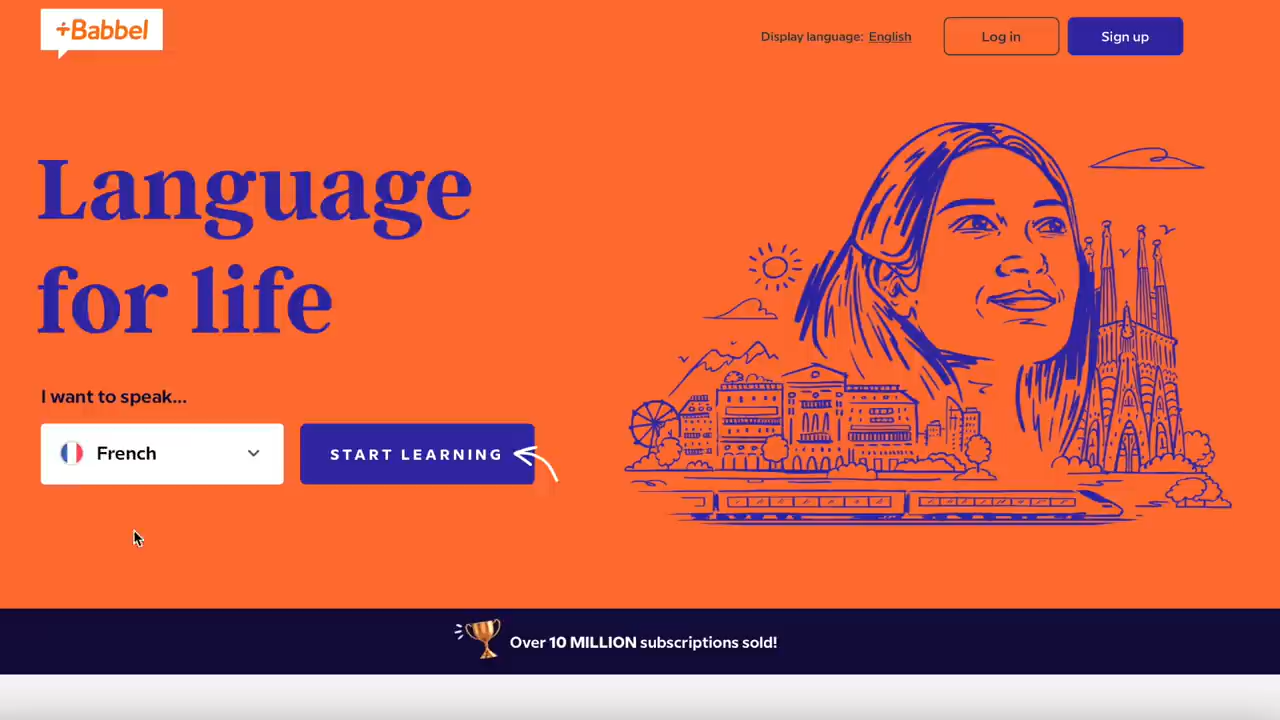 +Babbel
Display language: English
Log in
Sign up
Language
for life
I want to speak...
French
START LEARNING
Over 10 MILLION subscriptions sold!